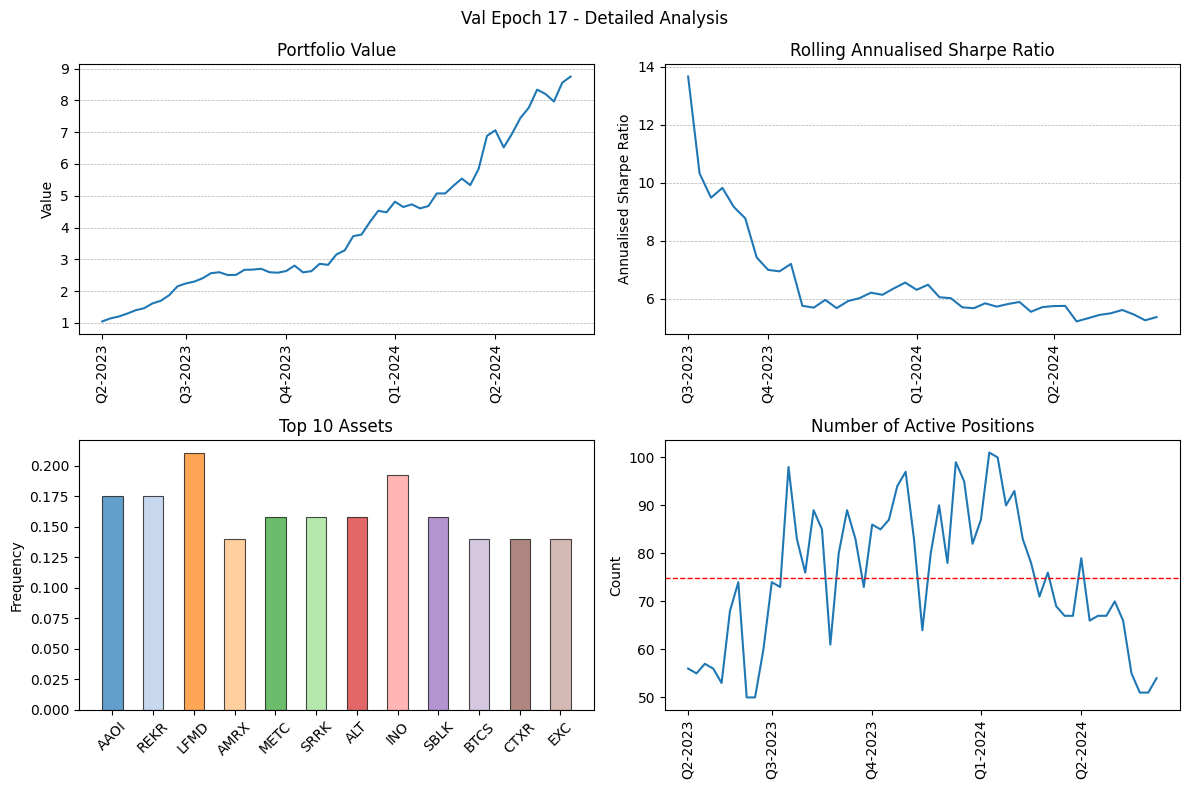 Val Epoch 17 - Detailed Analysis
Portfolio Value
Value
9
8
7
6
5
4
3
2
1
Q2-2023
Q3-2023
Q4-2023
Q1-2024
Q2-2024
Rolling Annualised Sharpe Ratio
Annualised Sharpe Ratio
14
12
10
8
6
Q3-2023
Q4-2023
Q1-2024
Q2-2024
Top 10 Assets
Frequency
0.200
0.175
0.150
0.125
0.100
0.075
0.050
0.025
0.000
AAOI
REKR
LFMD
AMRX
METC
SRRK
ALT
INO
SBLK
BTCS
CTXR
EXC
Number of Active Positions
Count
100
90
80
70
60
50
Q2-2023
Q3-2023
Q4-2023
Q1-2024
Q2-2024